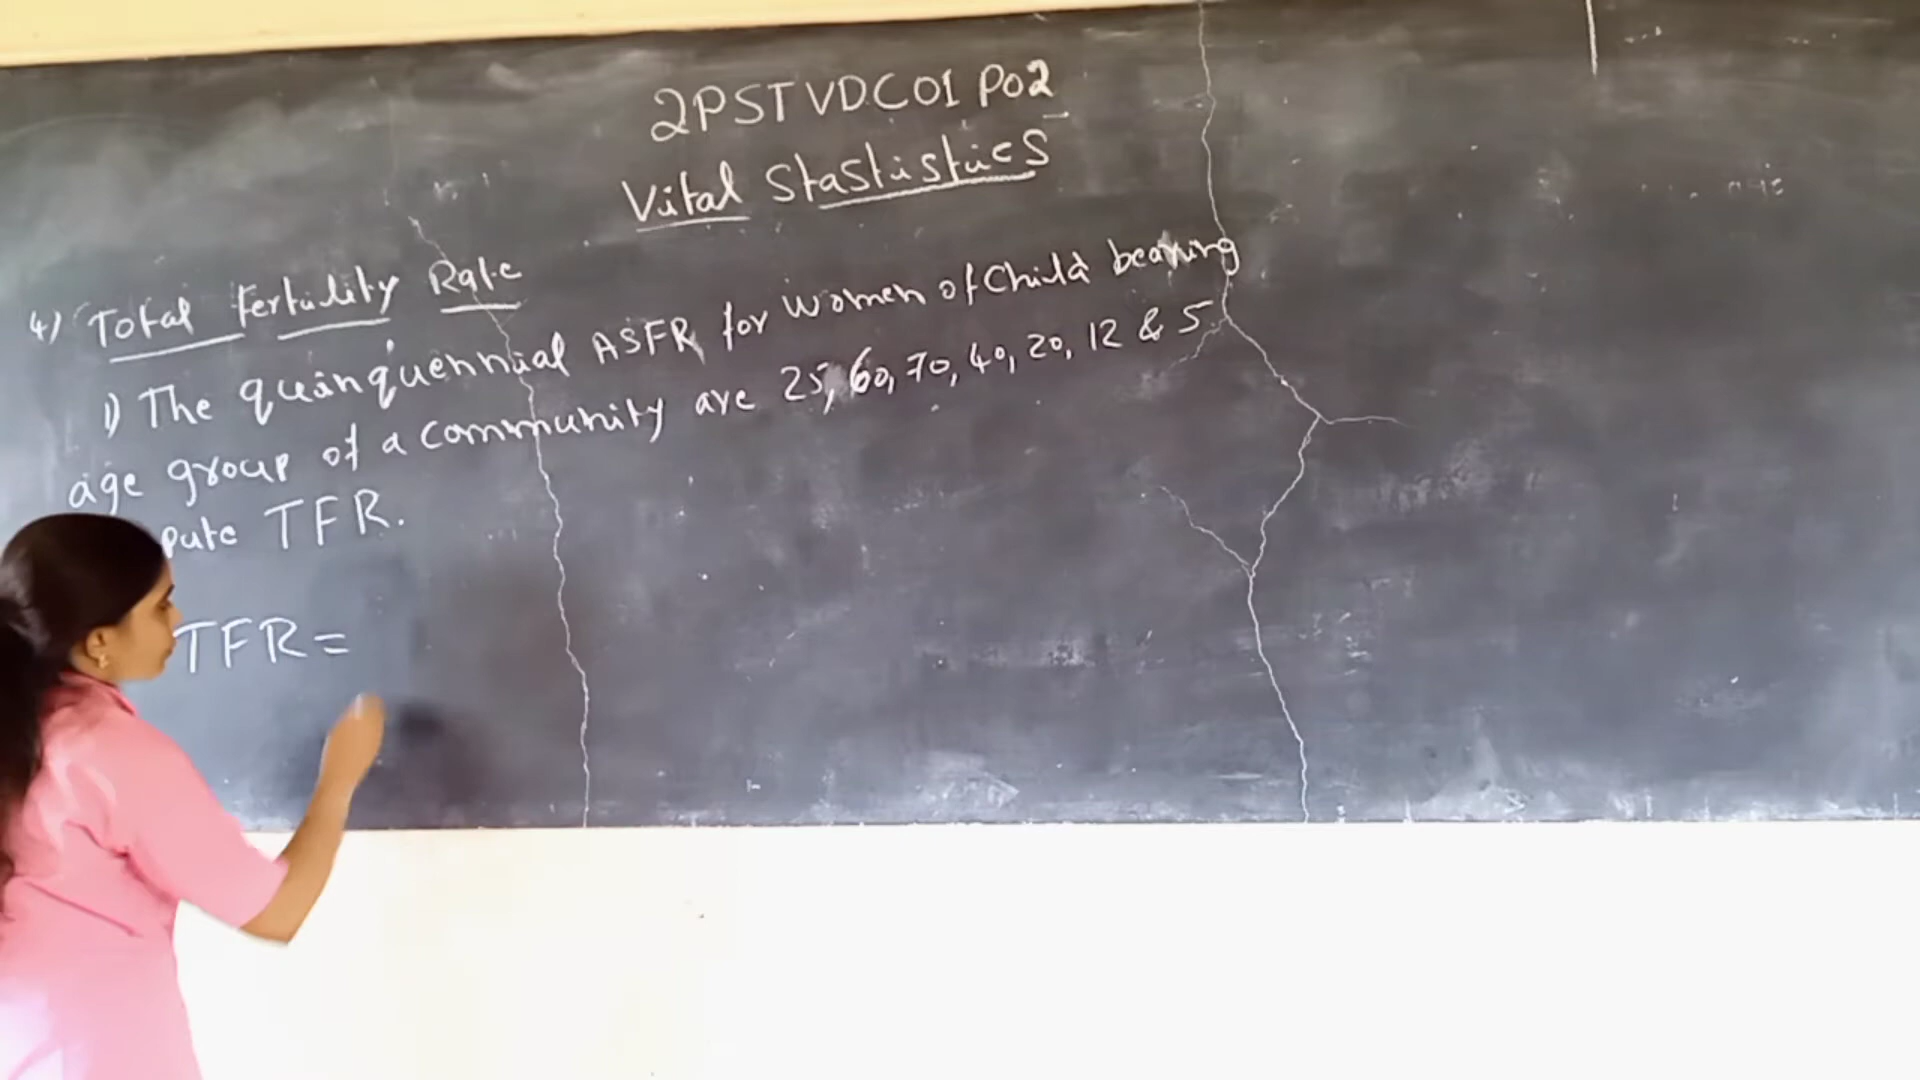 2PSTVDC01 P02
Vital Stastistics
4) Total Fertility Rate
1) The quinquennial ASFR for women of Child bearing
age group of a community are 25, 60, 70, 40, 20, 12 & 5.
pute TFR.
TFR =